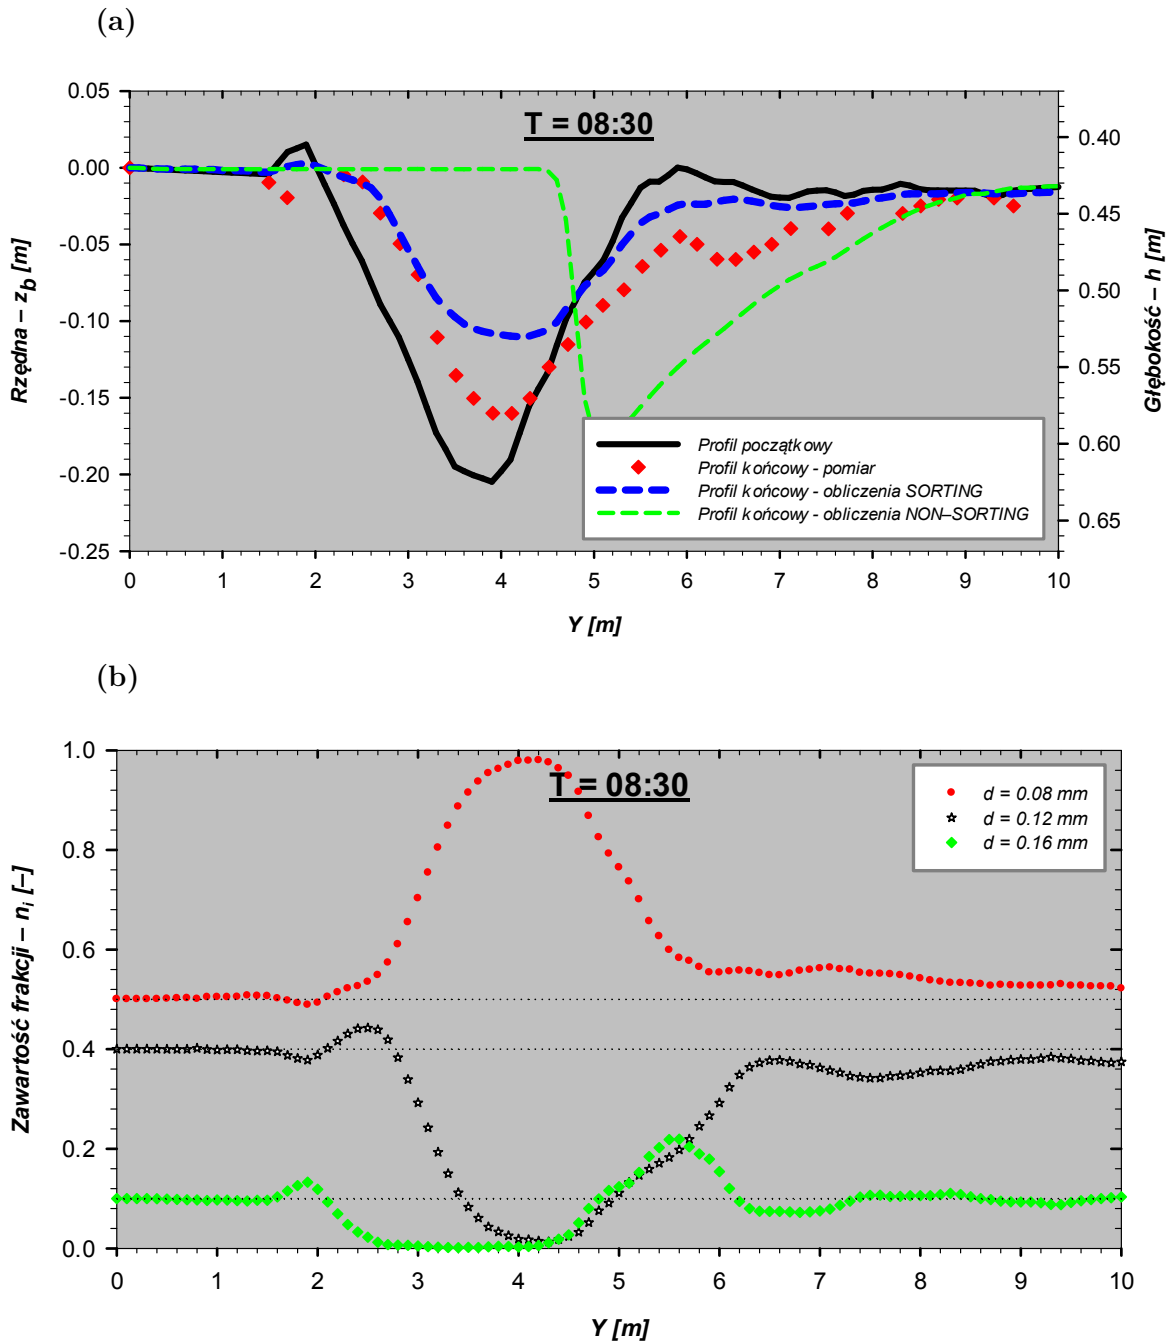 (a)
T = 08:30
0.05
0.00
-0.05
-0.10
-0.15
-0.20
-0.25
Rzędna – z_b [m]
0.40
0.45
0.50
0.55
0.60
0.65
Głębokość – h [m]
Profil początkowy
Profil końcowy - pomiar
Profil końcowy - obliczenia SORTING
Profil końcowy - obliczenia NON–SORTING
0 1 2 3 4 5 6 7 8 9 10
Y [m]
(b)
T = 08:30
1.0
0.8
0.6
0.4
0.2
0.0
Zawartość frakcji – n_i [–]
d = 0.08 mm
d = 0.12 mm
d = 0.16 mm
0 1 2 3 4 5 6 7 8 9 10
Y [m]